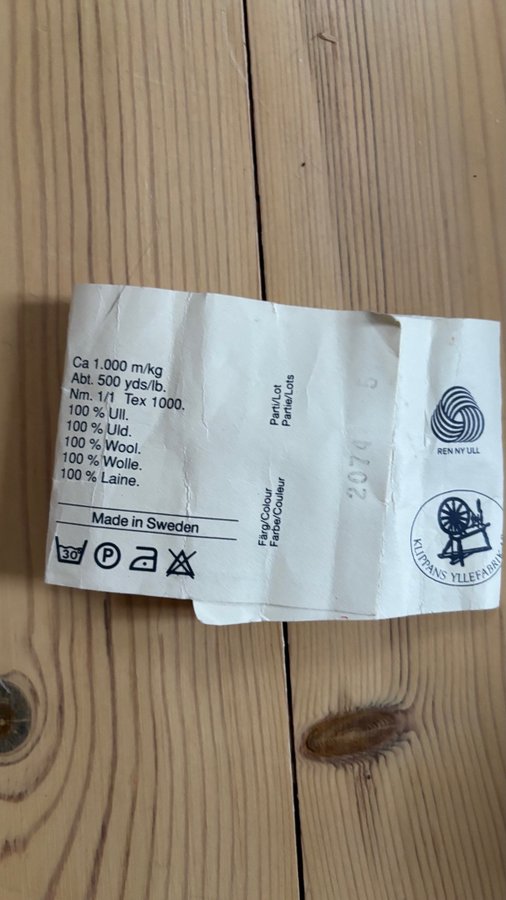 Ca 1.000 m/kg
Abt. 500 yds/lb.
Nm. 1/1 Tex 1000.
100 % Ull.
100 % Uld.
100 % Wool.
100 % Wolle.
100 % Laine.
Made in Sweden
30°
P
Parti/Lot
Partie/Lots
5
Färg/Colour
Farbe/Couleur
2074
REN NY ULL
KLIPPANS YLLEFABRIK